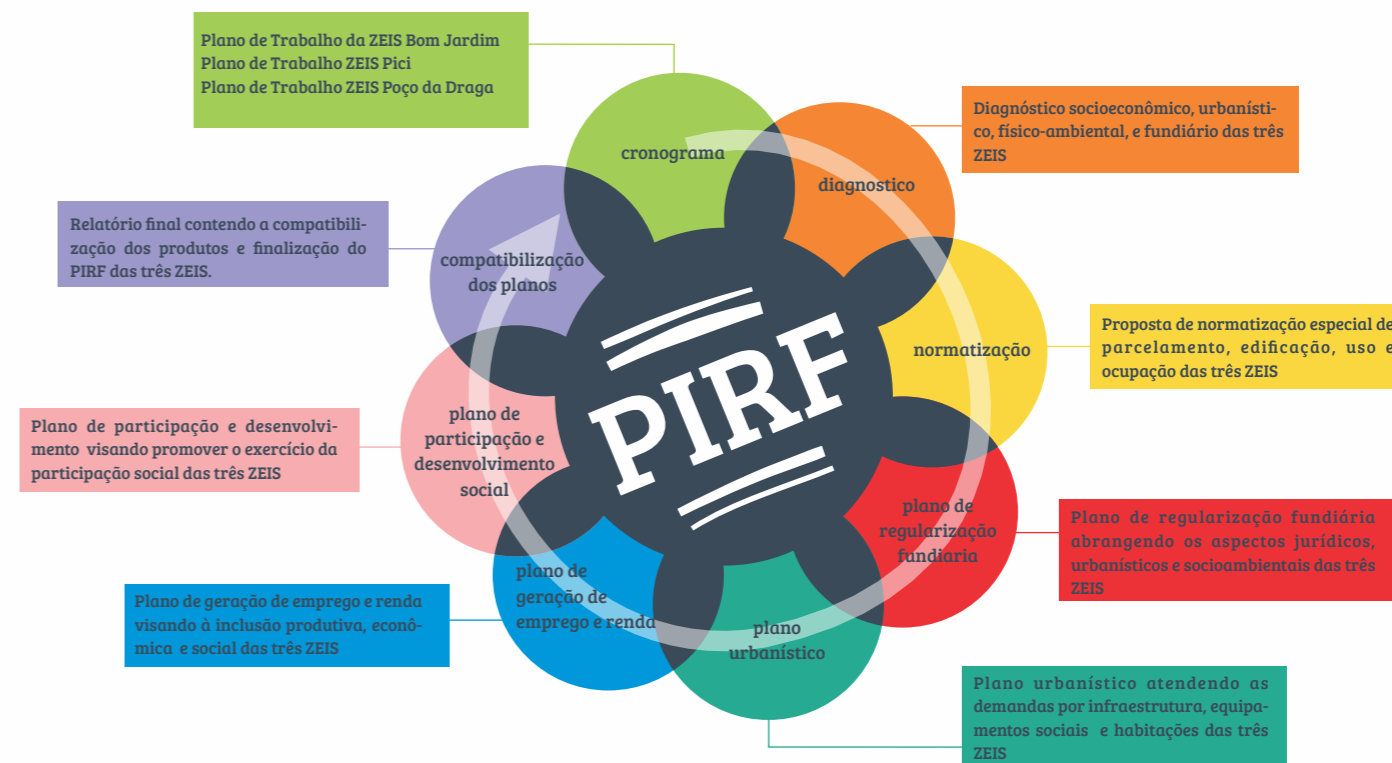 Plano de Trabalho da ZEIS Bom Jardim
Plano de Trabalho ZEIS Pici
Plano de Trabalho ZEIS Poço da Draga
cronograma
Diagnóstico socioeconômico, urbanísti-
co, físico-ambiental, e fundiário das três
ZEIS
diagnostico
Proposta de normatização especial de
parcelamento, edificação, uso e
ocupação das três ZEIS
normatização
Plano de regularização fundiária
abrangendo os aspectos jurídicos,
urbanísticos e socioambientais das três
ZEIS
plano de
regularização
fundiaria
Plano urbanístico atendendo as
demandas por infraestrutura, equipa-
mentos sociais e habitações das três
ZEIS
plano
urbanístico
Plano de geração de emprego e renda
visando à inclusão produtiva, econô-
mica e social das três ZEIS
plano de
geração de
emprego e renda
Plano de participação e desenvolvi-
mento visando promover o exercício da
participação social das três ZEIS
plano de
participação e
desenvolvimento
social
Relatório final contendo a compatibili-
zação dos produtos e finalização do
PIRF das três ZEIS.
compatibilização
dos planos
PIRF